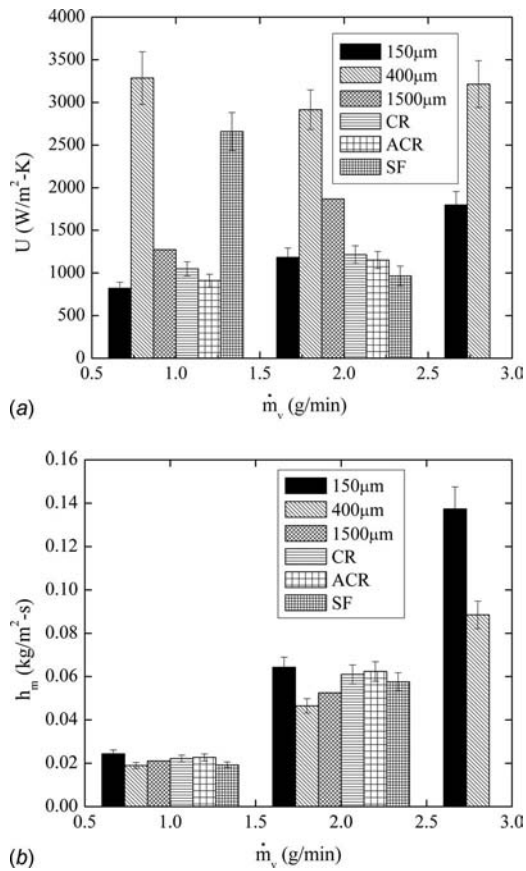 4000
3500
3000
2500
2000
1500
1000
500
0
U (W/m²-K)
150μm
400μm
1500μm
CR
ACR
SF
0.5 1.0 1.5 2.0 2.5 3.0
ṁv (g/min)
(a)
0.16
0.14
0.12
0.10
0.08
0.06
0.04
0.02
0.00
hm (kg/m²-s)
150μm
400μm
1500μm
CR
ACR
SF
0.5 1.0 1.5 2.0 2.5 3.0
ṁv (g/min)
(b)